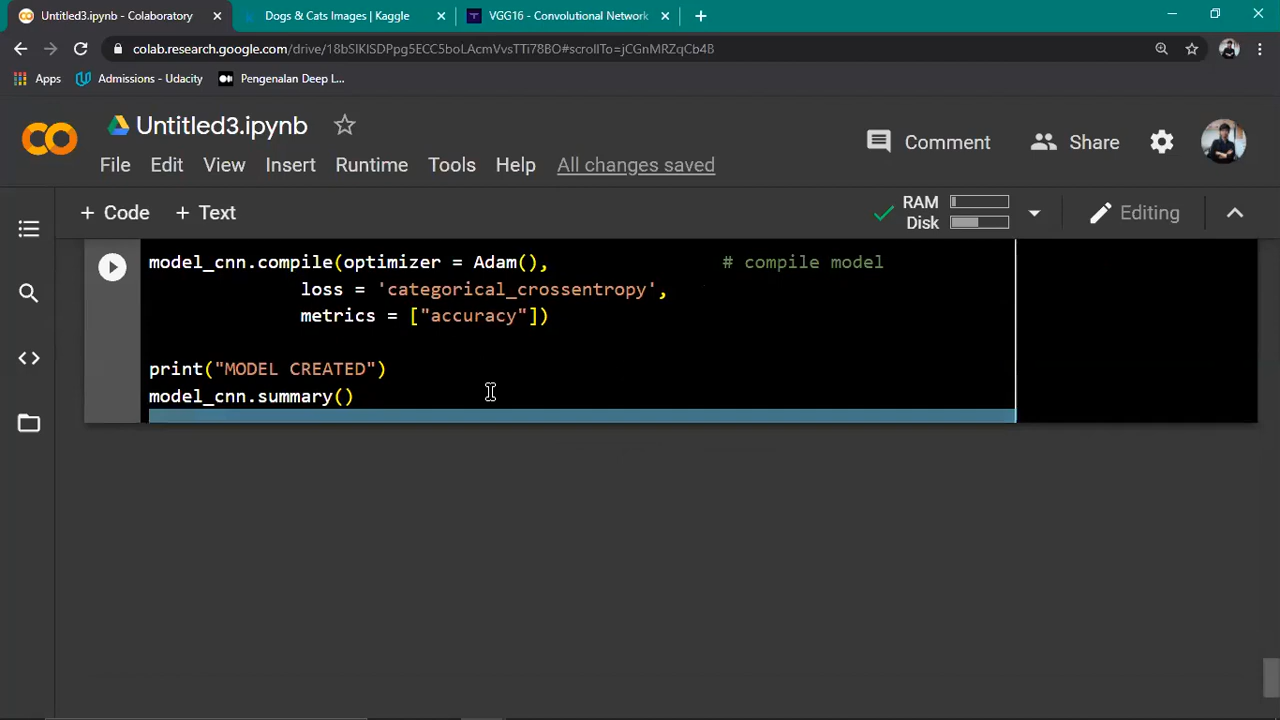 Untitled3.ipynb - Colaboratory
Dogs & Cats Images | Kaggle
VGG16 - Convolutional Network
colab.research.google.com/drive/18bSlKlSDPpg5ECC5boLAcmVvsTTi78BO#scrollTo=jCGnMRZqCb4B
Apps
Admissions - Udacity
Pengenalan Deep L...
Untitled3.ipynb
Comment
Share
File Edit View Insert Runtime Tools Help All changes saved
+ Code + Text
RAM
Disk
Editing
model_cnn.compile(optimizer = Adam(), # compile model
loss = 'categorical_crossentropy',
metrics = ["accuracy"])
print("MODEL CREATED")
model_cnn.summary()